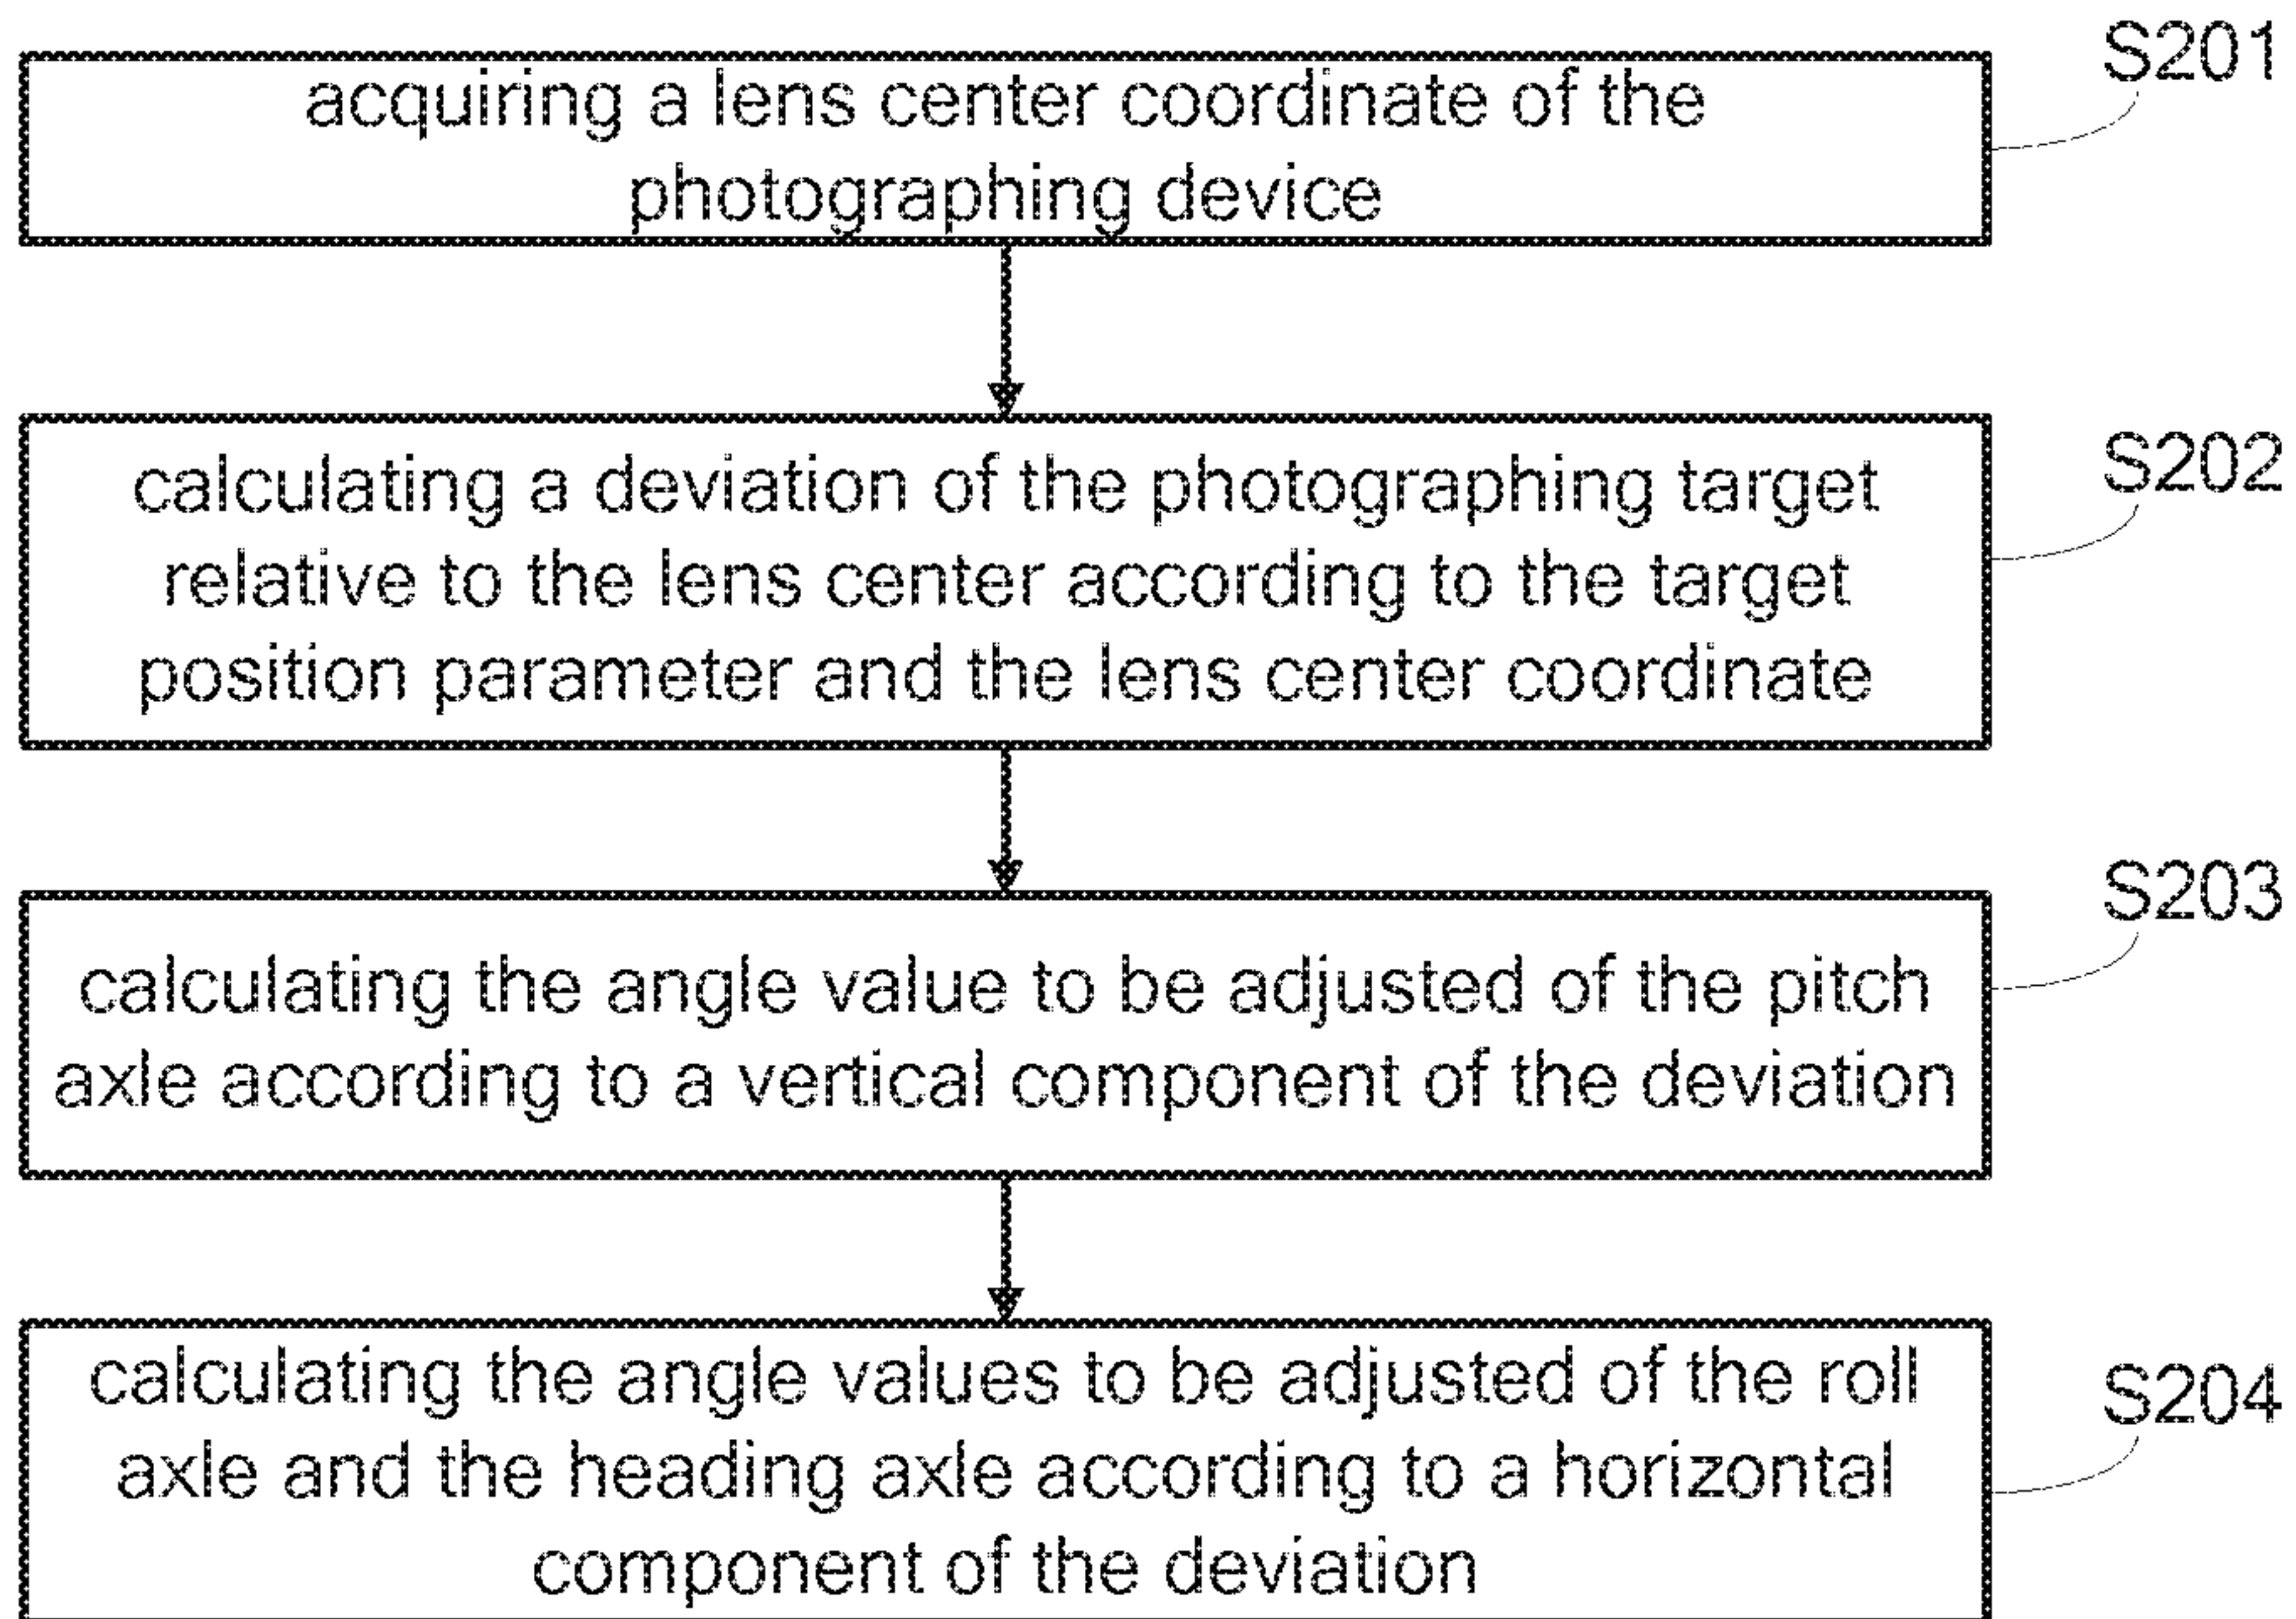 S201
acquiring a lens center coordinate of the
photographing device
S202
calculating a deviation of the photographing target
relative to the lens center according to the target
position parameter and the lens center coordinate
S203
calculating the angle value to be adjusted of the pitch
axle according to a vertical component of the deviation
S204
calculating the angle values to be adjusted of the roll
axle and the heading axle according to a horizontal
component of the deviation